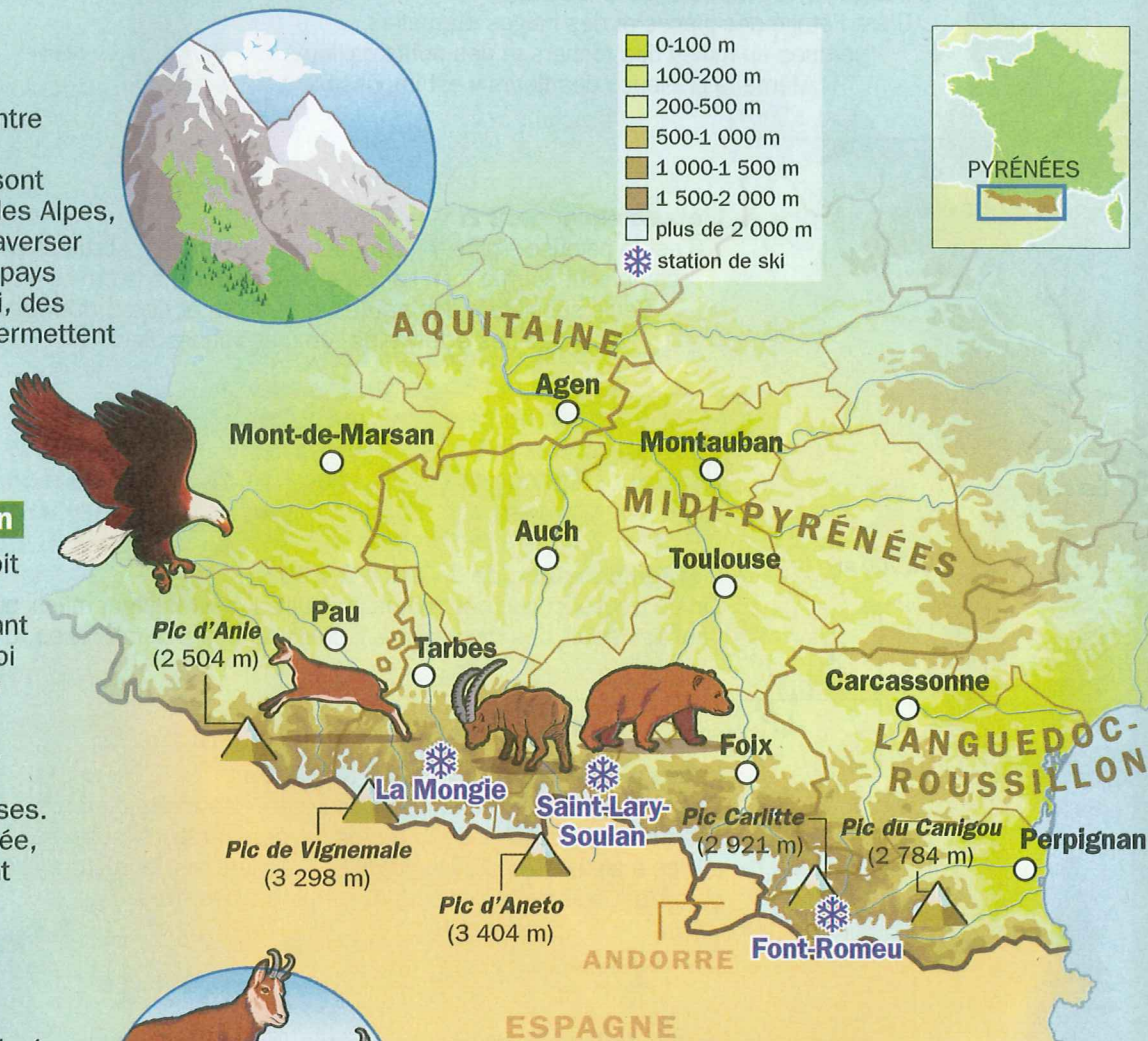 ntre
sont
les Alpes,
averser
pays
i, des
ermettent
n
oit
ant
oi
ses.
ée,
nt
0-100 m
100-200 m
200-500 m
500-1 000 m
1 000-1 500 m
1 500-2 000 m
plus de 2 000 m
station de ski
PYRÉNÉES
AQUITAINE
Agen
Mont-de-Marsan
Montauban
MIDI-PYRÉNÉES
Auch
Toulouse
Pau
Pic d'Anie
(2 504 m)
Tarbes
Carcassonne
LANGUEDOC-
ROUSSILLON
Foix
La Mongie
Saint-Lary-
Soulan
Pic Carlitte
(2 921 m)
Pic du Canigou
(2 784 m)
Perpignan
Pic de Vignemale
(3 298 m)
Pic d'Aneto
(3 404 m)
ANDORRE
Font-Romeu
ESPAGNE